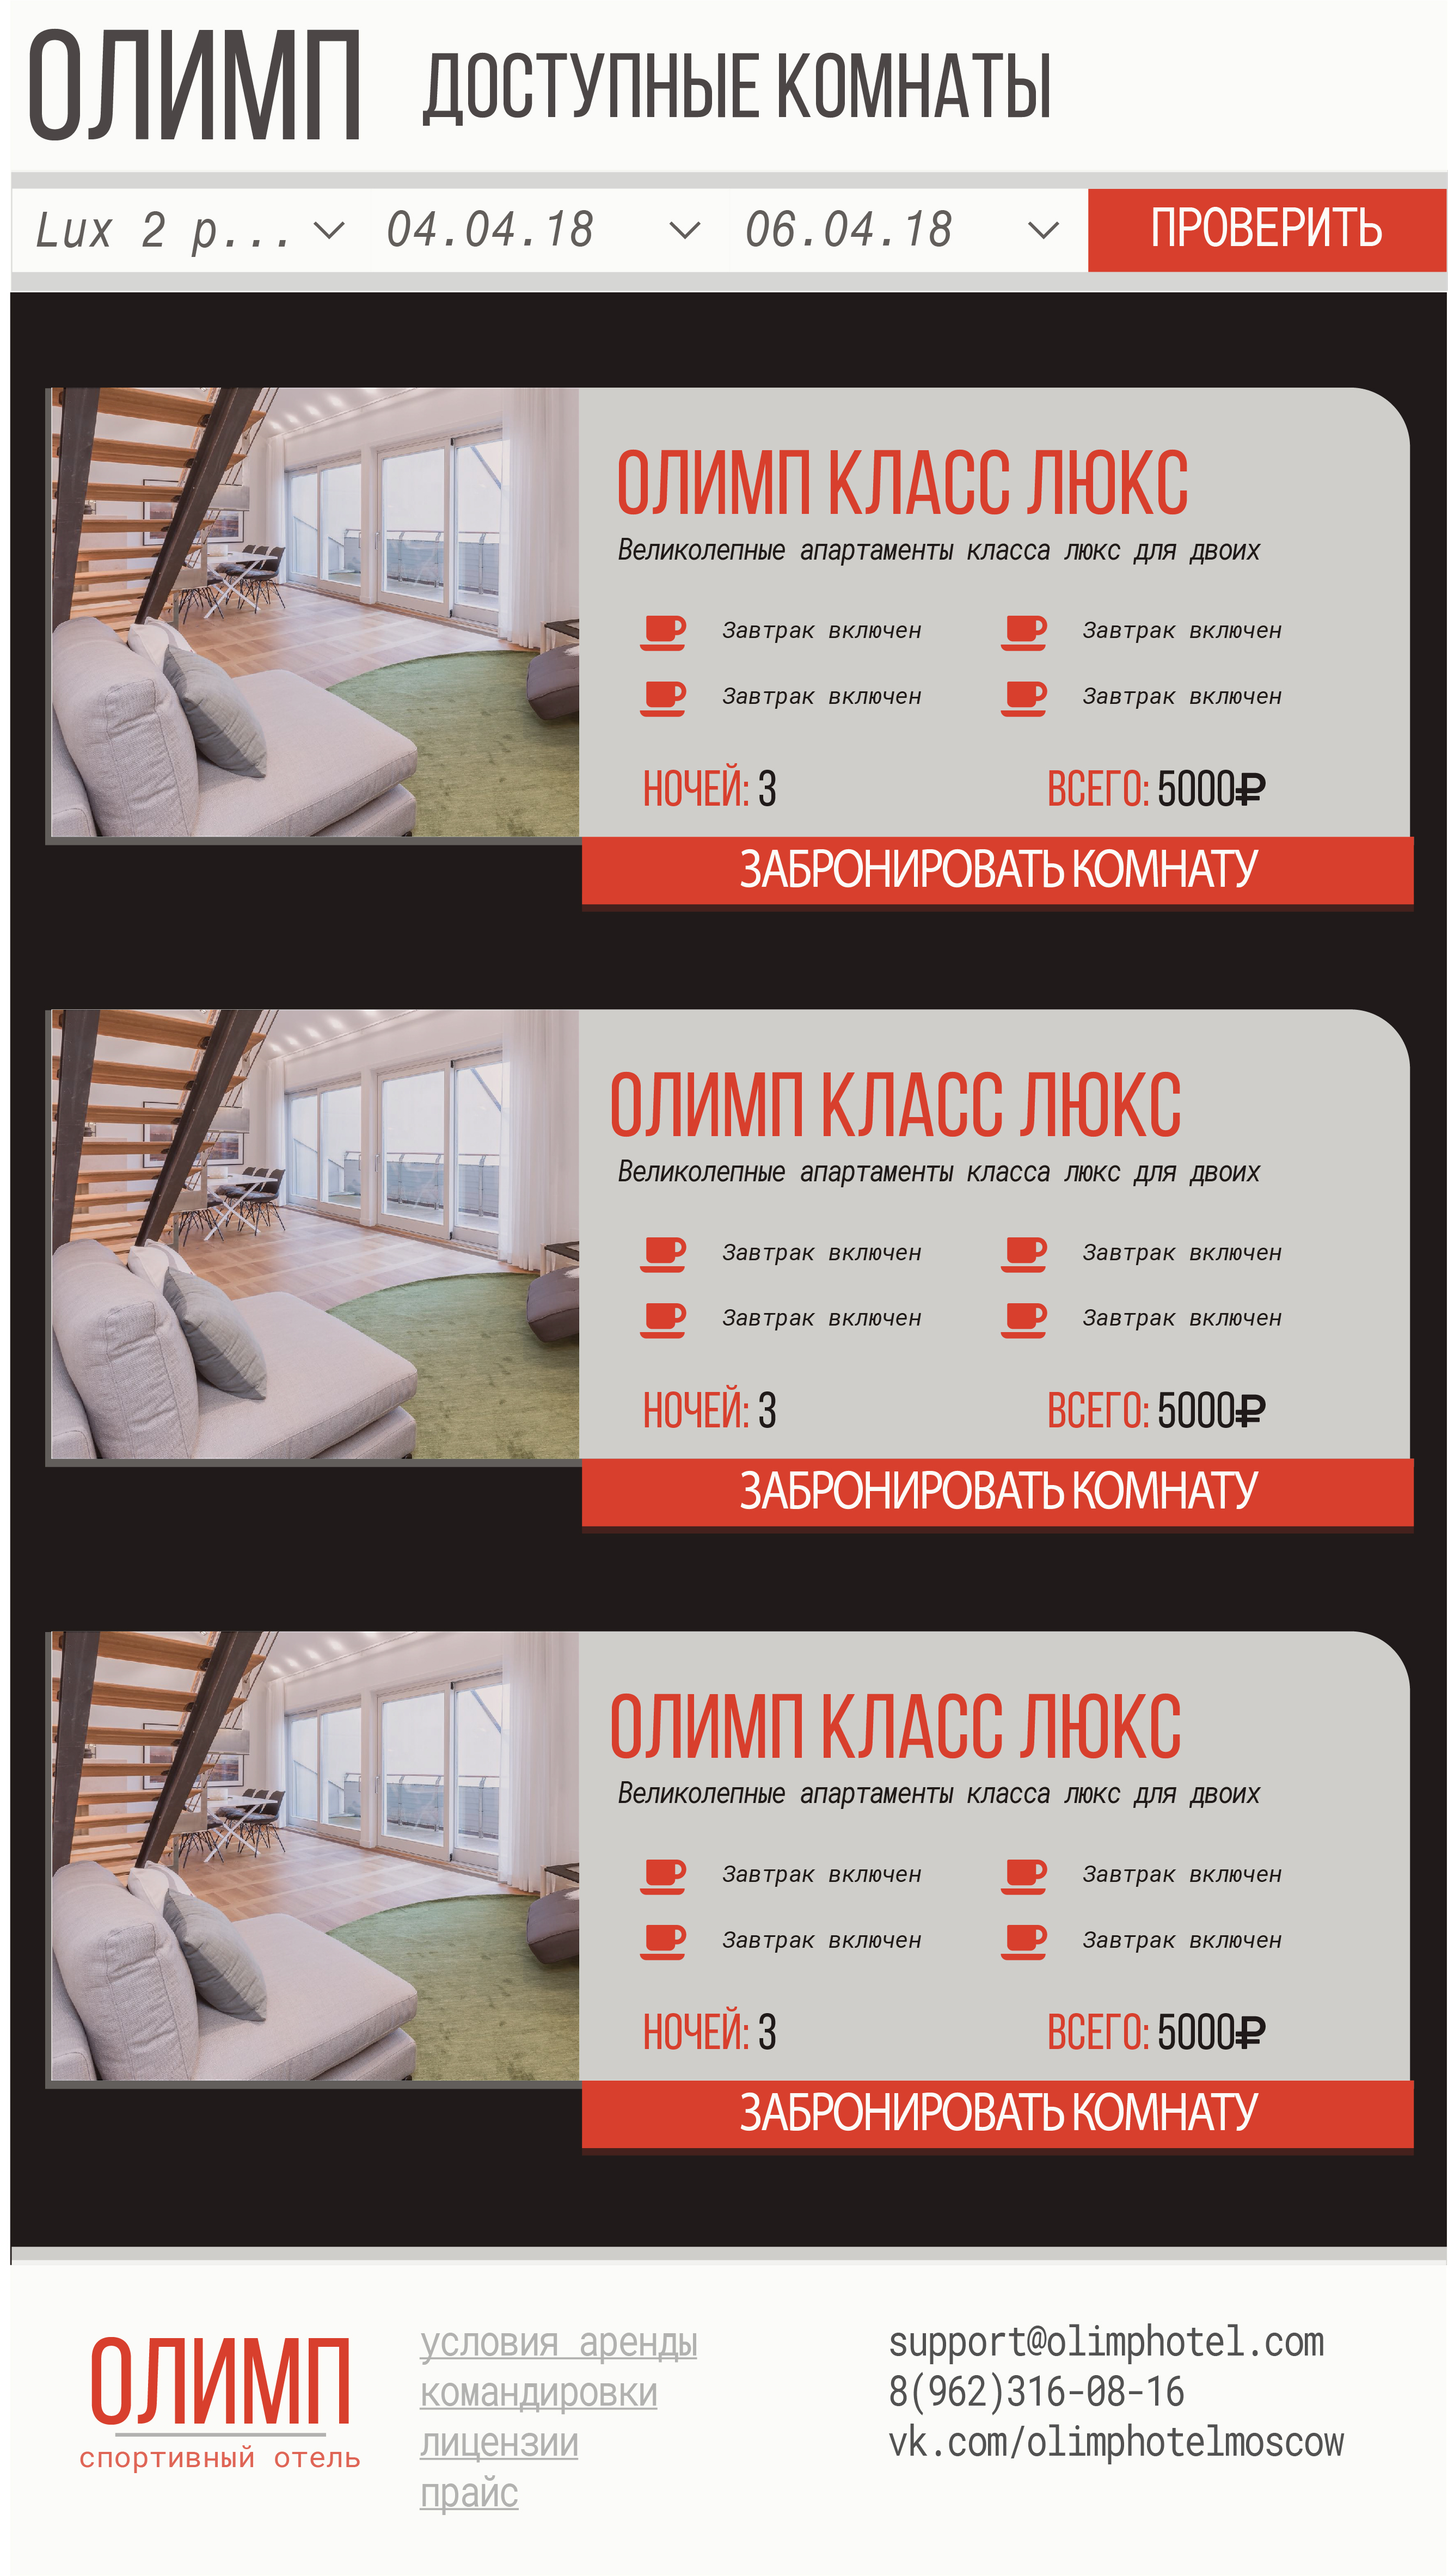 ОЛИМП ДОСТУПНЫЕ КОМНАТЫ
Lux 2 p... 04.04.18 06.04.18 ПРОВЕРИТЬ
ОЛИМП КЛАСС ЛЮКС
Великолепные апартаменты класса люкс для двоих
Завтрак включен Завтрак включен
Завтрак включен Завтрак включен
НОЧЕЙ: 3 ВСЕГО: 5000₽
ЗАБРОНИРОВАТЬ КОМНАТУ
ОЛИМП КЛАСС ЛЮКС
Великолепные апартаменты класса люкс для двоих
Завтрак включен Завтрак включен
Завтрак включен Завтрак включен
НОЧЕЙ: 3 ВСЕГО: 5000₽
ЗАБРОНИРОВАТЬ КОМНАТУ
ОЛИМП КЛАСС ЛЮКС
Великолепные апартаменты класса люкс для двоих
Завтрак включен Завтрак включен
Завтрак включен Завтрак включен
НОЧЕЙ: 3 ВСЕГО: 5000₽
ЗАБРОНИРОВАТЬ КОМНАТУ
ОЛИМП
спортивный отель
условия аренды
командировки
лицензии
прайс
support@olimphotel.com
8(962)316-08-16
vk.com/olimphotelmoscow